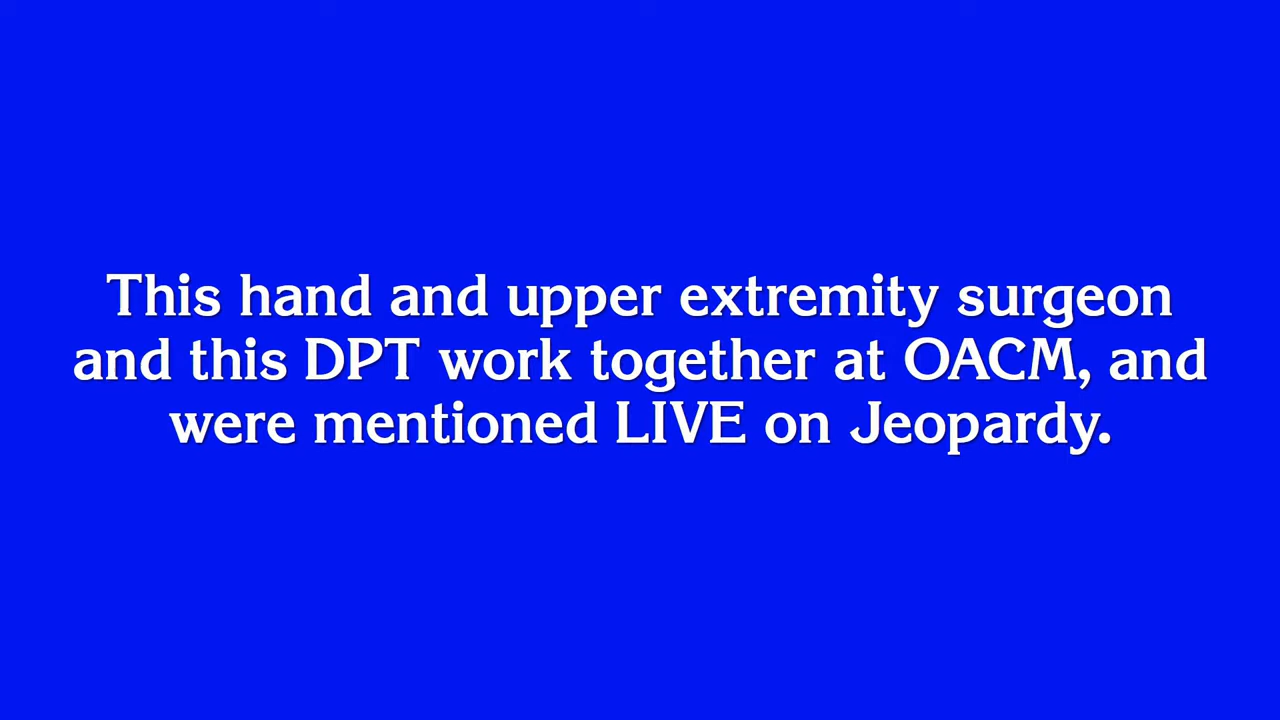 This hand and upper extremity surgeon
and this DPT work together at OACM, and
were mentioned LIVE on Jeopardy.